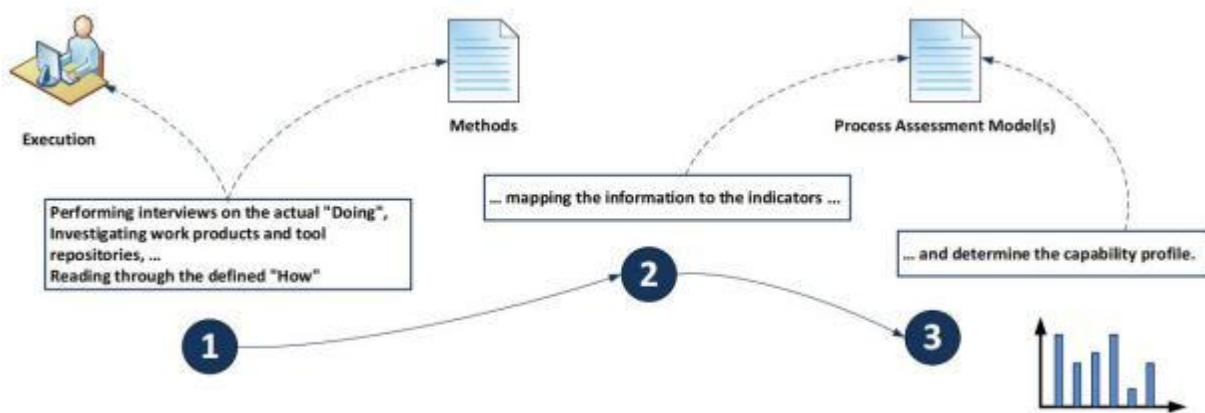 Execution
Methods
Process Assessment Model(s)
Performing interviews on the actual "Doing",
Investigating work products and tool
repositories, ...
Reading through the defined "How"
... mapping the information to the indicators ...
... and determine the capability profile.
1
2
3